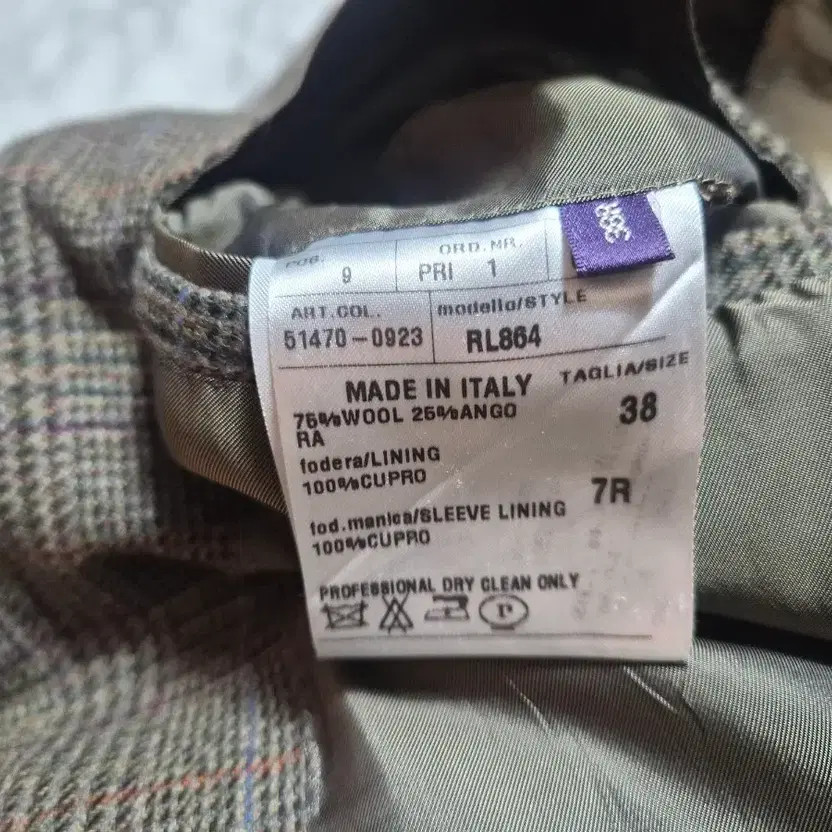 POS. 9 ORD. NR. PRI 1
ART.COL. modello/STYLE
51470-0923 RL864
MADE IN ITALY TAGLIA/SIZE
75%WOOL 25%ANGO 38
RA
fodera/LINING
100%CUPRO
7R
fod.manica/SLEEVE LINING
100%CUPRO
PROFESSIONAL DRY CLEAN ONLY
P